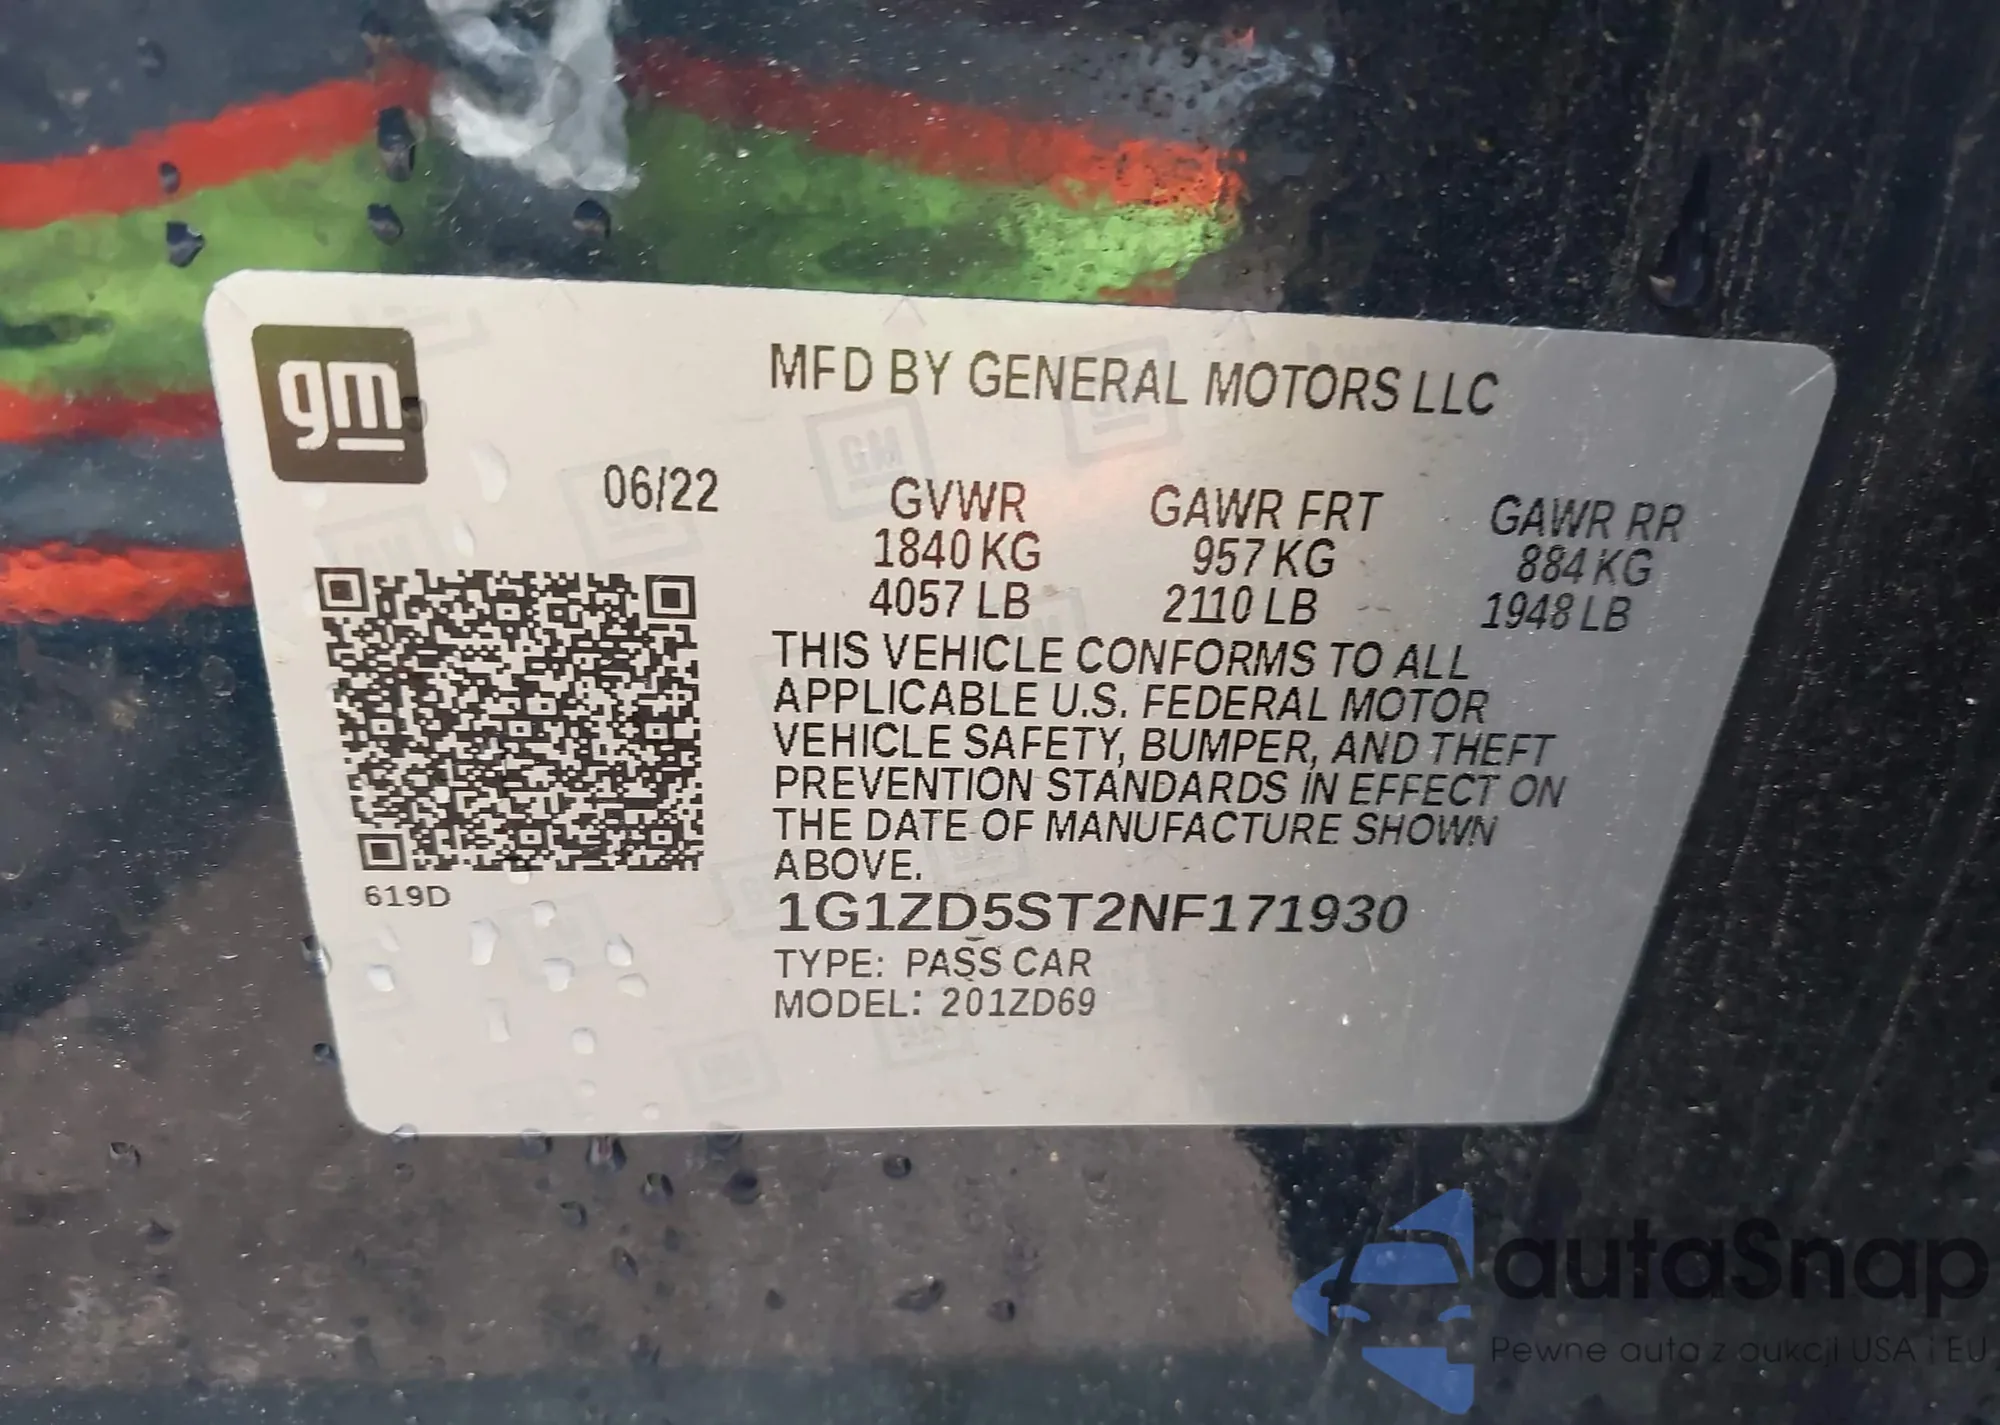 gm
MFD BY GENERAL MOTORS LLC
06/22
GVWR GAWR FRT GAWR RR
1840 KG 957 KG 884 KG
4057 LB 2110 LB 1948 LB
THIS VEHICLE CONFORMS TO ALL
APPLICABLE U.S. FEDERAL MOTOR
VEHICLE SAFETY, BUMPER, AND THEFT
PREVENTION STANDARDS IN EFFECT ON
THE DATE OF MANUFACTURE SHOWN
ABOVE.
619D
1G1ZD5ST2NF171930
TYPE: PASS CAR
MODEL: 201ZD69
autaSnap
Pewne auta z aukcji USA i EU